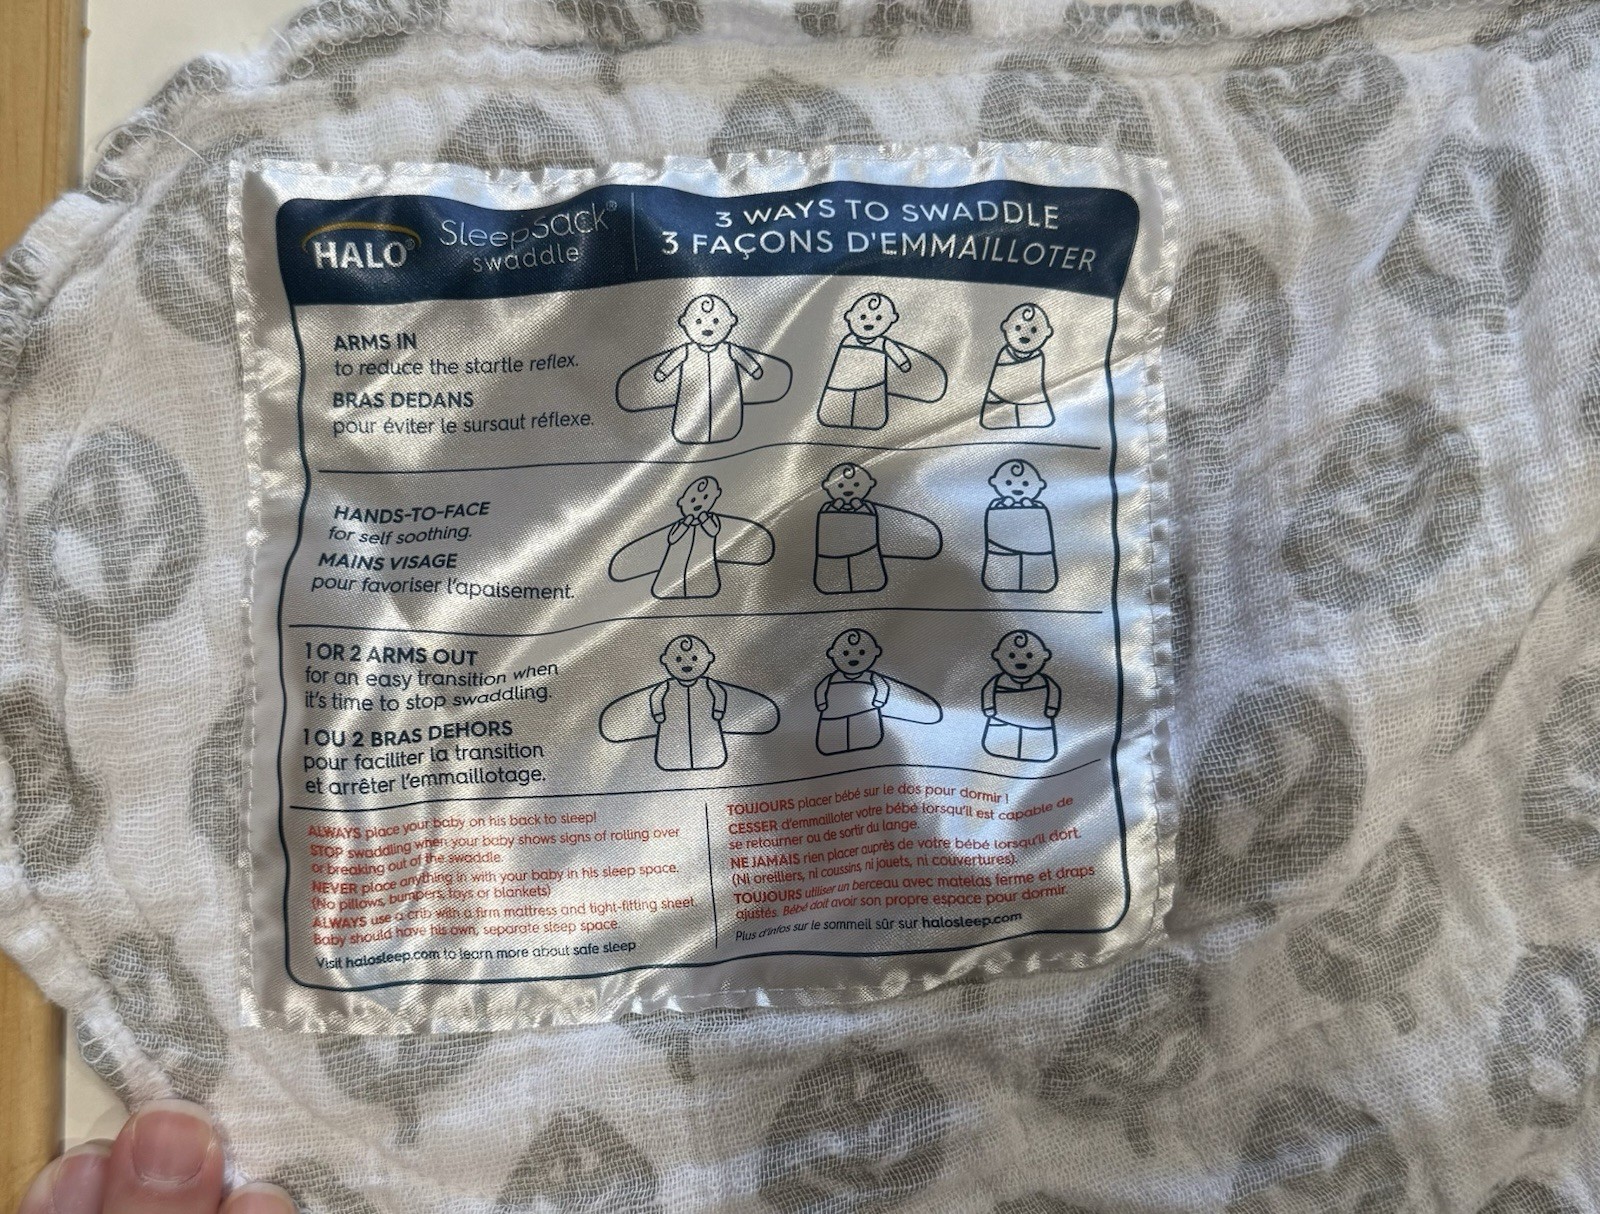 HALO® SleepSack® swaddle
3 WAYS TO SWADDLE
3 FAÇONS D'EMMAILLOTER
ARMS IN
to reduce the startle reflex.
BRAS DEDANS
pour éviter le sursaut réflexe.
HANDS-TO-FACE
for self soothing.
MAINS VISAGE
pour favoriser l'apaisement.
1 OR 2 ARMS OUT
for an easy transition when
it's time to stop swaddling.
1 OU 2 BRAS DEHORS
pour faciliter la transition
et arrêter l'emmaillotage.
ALWAYS place your baby on his back to sleep!
STOP swaddling when your baby shows signs of rolling over
or breaking out of the swaddle.
NEVER place anything in with your baby in his sleep space.
(No pillows, bumpers, toys or blankets)
ALWAYS use a crib with a firm mattress and tight-fitting sheet.
Baby should have his own, separate sleep space.
Visit halosleep.com to learn more about safe sleep
TOUJOURS placer bébé sur le dos pour dormir !
CESSER d'emmailloter votre bébé lorsqu'il est capable de
se retourner ou de sortir du lange.
NE JAMAIS rien placer auprès de votre bébé lorsqu'il dort.
(Ni oreillers, ni coussins, ni jouets, ni couvertures).
TOUJOURS utiliser un berceau avec matelas ferme et draps
ajustés. Bébé doit avoir son propre espace pour dormir.
Plus d'infos sur le sommeil sûr sur halosleep.com